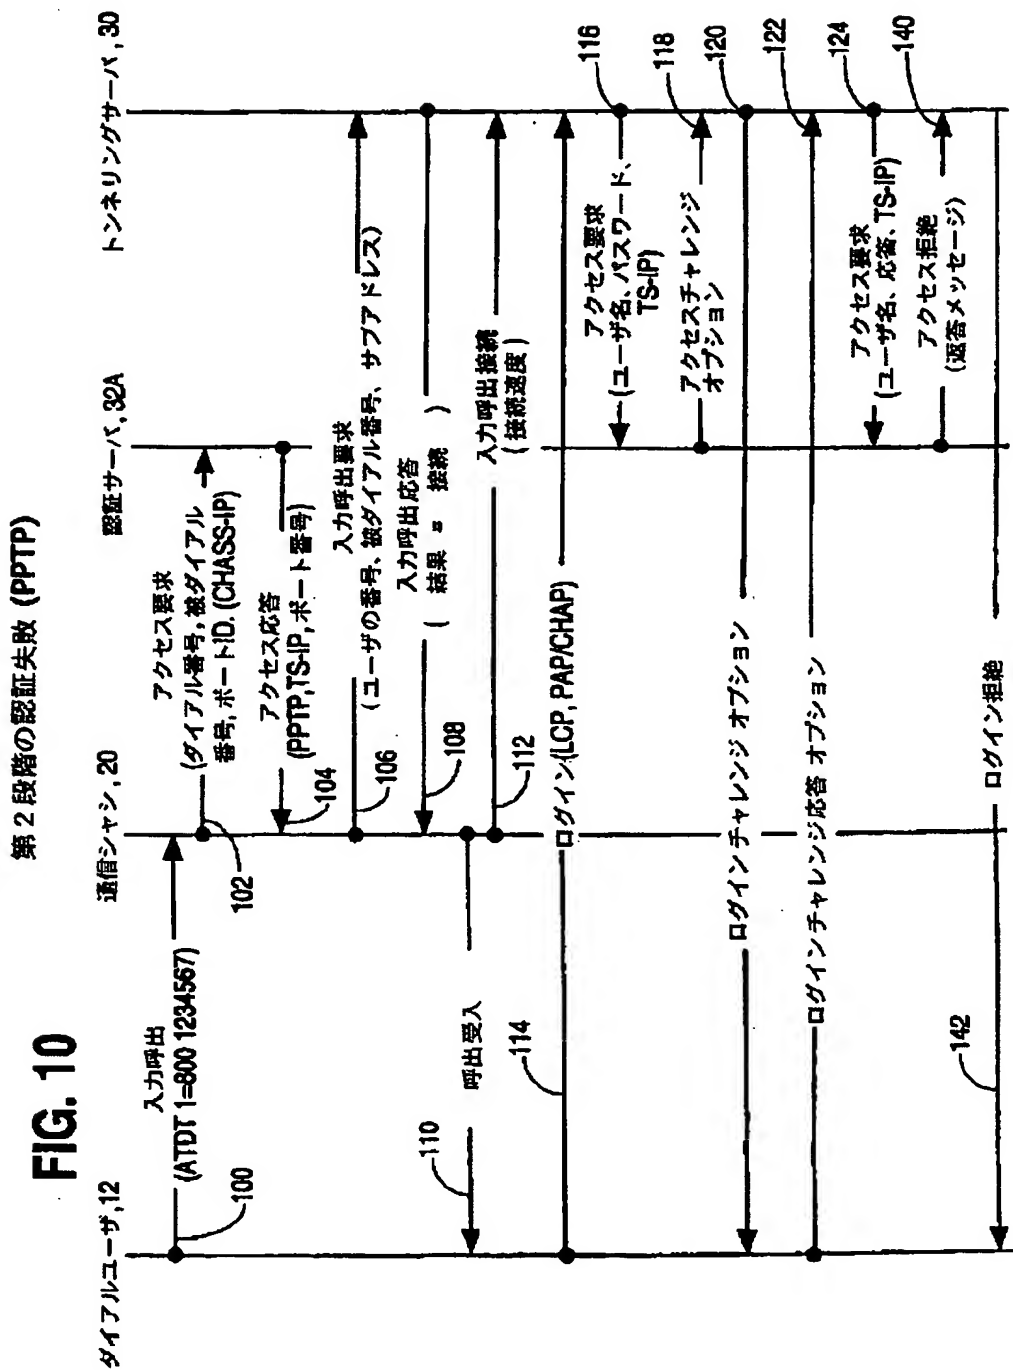 FIG. 10
第2段階の認証失敗 (PPTP)
ダイアルユーザ,12
通信シャシ,20
認証サーバ,32A
トンネリングサーバ,30
入力呼出
(ATDT 1=800 1234567)
100
アクセス要求
(ダイアル番号,被ダイアル
番号,ポートID.(CHASS-IP)
102
アクセス応答
(PPTP,TS-IP,ポート番号)
104
入力呼出要求
(ユーザの番号、被ダイアル番号、サブアドレス)
106
入力呼出応答
( 結果 = 接続 )
108
呼出受入
110
入力呼出接続
(接続速度)
112
ログイン(LCP, PAP/CHAP)
114
アクセス要求
(ユーザ名、パスワード、
TS-IP)
116
アクセスチャレンジ
オプション
118
ログインチャレンジ オプション
120
ログインチャレンジ応答 オプション
122
アクセス要求
(ユーザ名、応答、TS-IP)
124
アクセス拒絶
(返答メッセージ)
140
ログイン拒絶
142